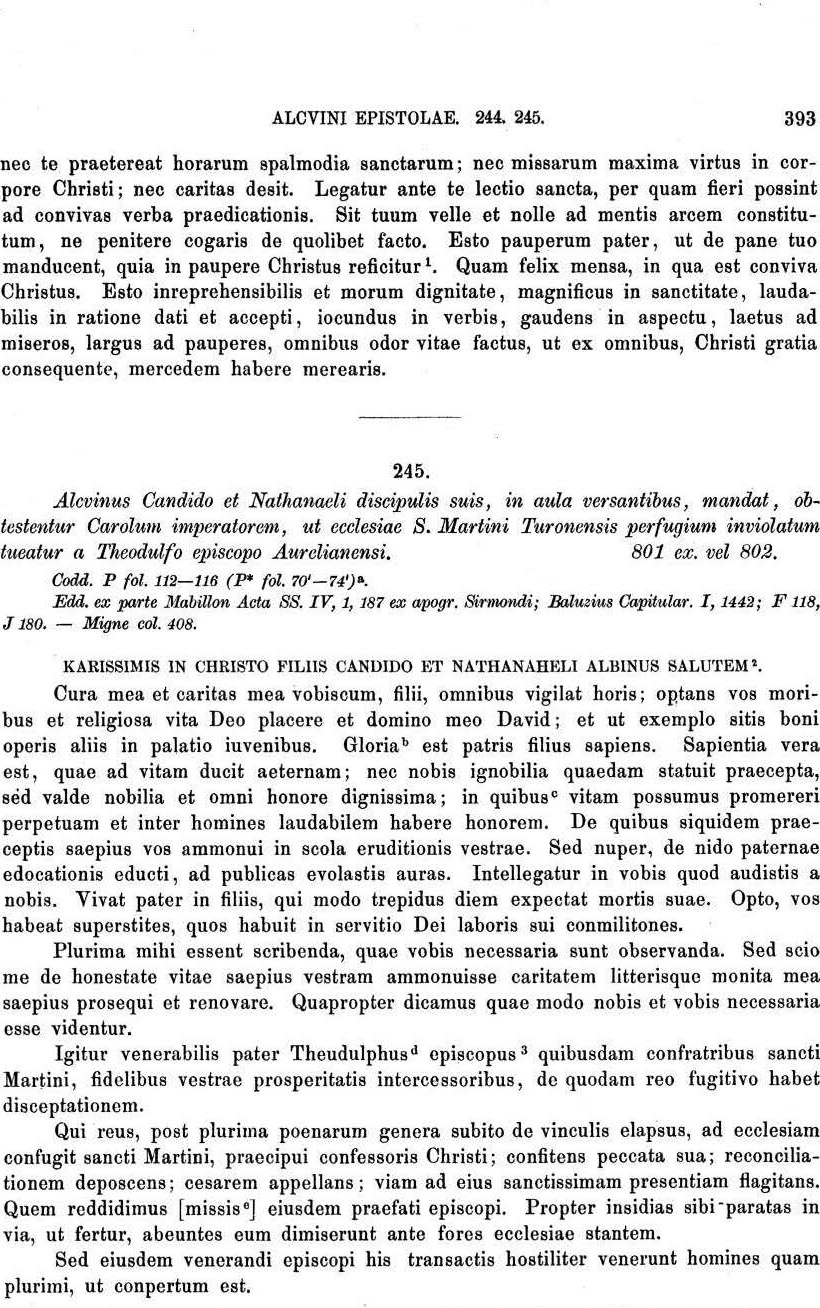 ALCVINI EPISTOLAE. 244. 245. 393
nec te praetereat horarum spalmodia sanctarum; nec missarum maxima virtus in cor-
pore Christi; nec caritas desit. Legatur ante te lectio sancta, per quam fieri possint
ad convivas verba praedicationis. Sit tuum velle et nolle ad mentis arcem constitu-
tum, ne penitere cogaris de quolibet facto. Esto pauperum pater, ut de pane tuo
manducent, quia in paupere Christus reficitur¹. Quam felix mensa, in qua est conviva
Christus. Esto inreprehensibilis et morum dignitate, magnificus in sanctitate, lauda-
bilis in ratione dati et accepti, iocundus in verbis, gaudens in aspectu, laetus ad
miseros, largus ad pauperes, omnibus odor vitae factus, ut ex omnibus, Christi gratia
consequente, mercedem habere merearis.
245.
Alcvinus Candido et Nathanaeli discipulis suis, in aula versantibus, mandat, ob-
testentur Carolum imperatorem, ut ecclesiae S. Martini Turonensis perfugium inviolatum
tueatur a Theodulfo episcopo Aurelianensi. 801 ex. vel 802.
Codd. P fol. 112—116 (P* fol. 70'—74')ᵃ.
Edd. ex parte Mabillon Acta SS. IV, 1, 187 ex apogr. Sirmondi; Baluzius Capitular. I, 1442; F 118,
J 180. — Migne col. 408.
KARISSIMIS IN CHRISTO FILIIS CANDIDO ET NATHANAHELI ALBINUS SALUTEM².
Cura mea et caritas mea vobiscum, filii, omnibus vigilat horis; optans vos mori-
bus et religiosa vita Deo placere et domino meo David; et ut exemplo sitis boni
operis aliis in palatio iuvenibus. Gloriaᵇ est patris filius sapiens. Sapientia vera
est, quae ad vitam ducit aeternam; nec nobis ignobilia quaedam statuit praecepta,
sed valde nobilia et omni honore dignissima; in quibusᶜ vitam possumus promereri
perpetuam et inter homines laudabilem habere honorem. De quibus siquidem prae-
ceptis saepius vos ammonui in scola eruditionis vestrae. Sed nuper, de nido paternae
edocationis educti, ad publicas evolastis auras. Intellegatur in vobis quod audistis a
nobis. Vivat pater in filiis, qui modo trepidus diem expectat mortis suae. Opto, vos
habeat superstites, quos habuit in servitio Dei laboris sui conmilitones.
Plurima mihi essent scribenda, quae vobis necessaria sunt observanda. Sed scio
me de honestate vitae saepius vestram ammonuisse caritatem litterisque monita mea
saepius prosequi et renovare. Quapropter dicamus quae modo nobis et vobis necessaria
esse videntur.
Igitur venerabilis pater Theudulphusᵈ episcopus³ quibusdam confratribus sancti
Martini, fidelibus vestrae prosperitatis intercessoribus, de quodam reo fugitivo habet
disceptationem.
Qui reus, post plurima poenarum genera subito de vinculis elapsus, ad ecclesiam
confugit sancti Martini, praecipui confessoris Christi; confitens peccata sua; reconcilia-
tionem deposcens; cesarem appellans; viam ad eius sanctissimam presentiam flagitans.
Quem reddidimus [missisᵉ] eiusdem praefati episcopi. Propter insidias sibi paratas in
via, ut fertur, abeuntes eum dimiserunt ante fores ecclesiae stantem.
Sed eiusdem venerandi episcopi his transactis hostiliter venerunt homines quam
plurimi, ut conpertum est.